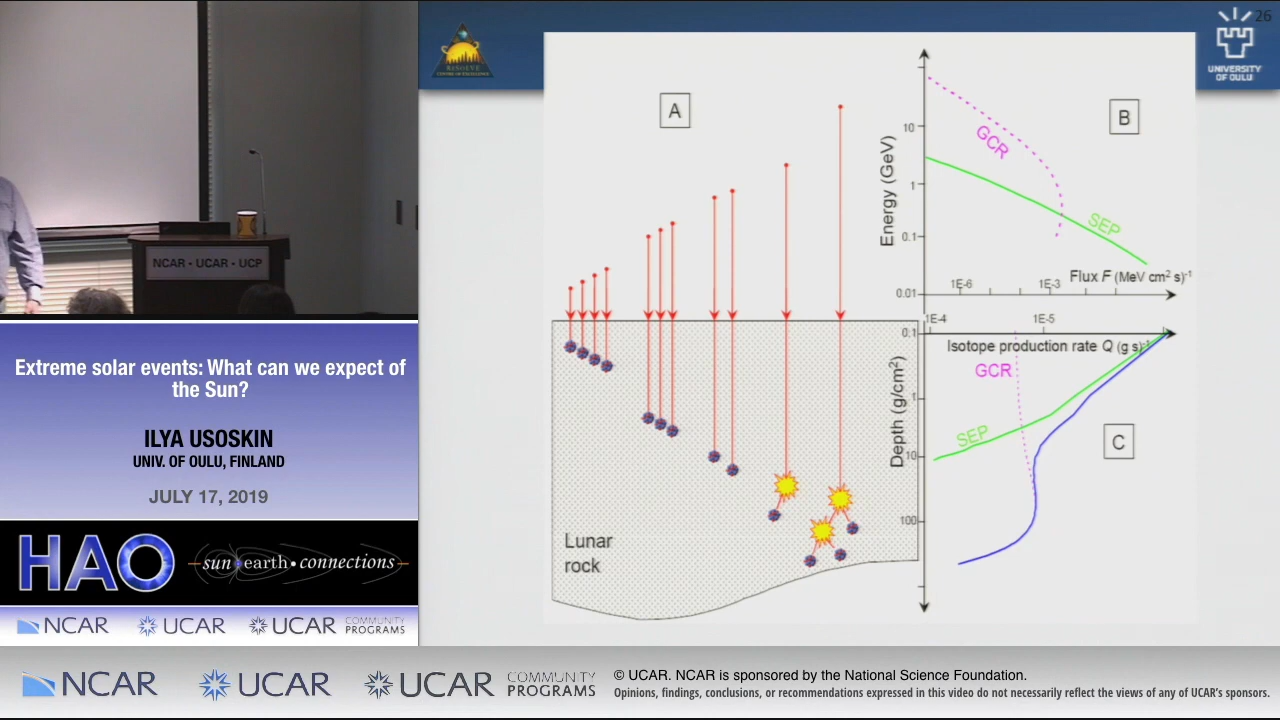 NCAR - UCAR - UCP
Extreme solar events: What can we expect of
the Sun?
ILYA USOSKIN
UNIV. OF OULU, FINLAND
JULY 17, 2019
HAO
sun earth • connections
NCAR
UCAR
UCAR COMMUNITY PROGRAMS
26
UNIVERSITY
OF OULU
A
Lunar
rock
B
Energy (GeV)
10
1
0.1
0.01
GCR
SEP
1E-6
1E-3
Flux F (MeV cm² s)⁻¹
1E-4
1E-5
Isotope production rate Q (g s)⁻¹
Depth (g/cm²)
0.1
1
10
100
GCR
SEP
C
NCAR
UCAR
UCAR COMMUNITY PROGRAMS
© UCAR. NCAR is sponsored by the National Science Foundation.
Opinions, findings, conclusions, or recommendations expressed in this video do not necessarily reflect the views of any of UCAR's sponsors.